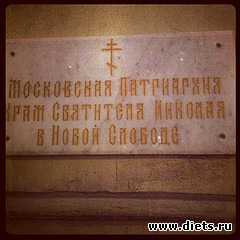 Московская Патриархия
Храм Святителя Николая
в Новой Слободе
www.diets.ru